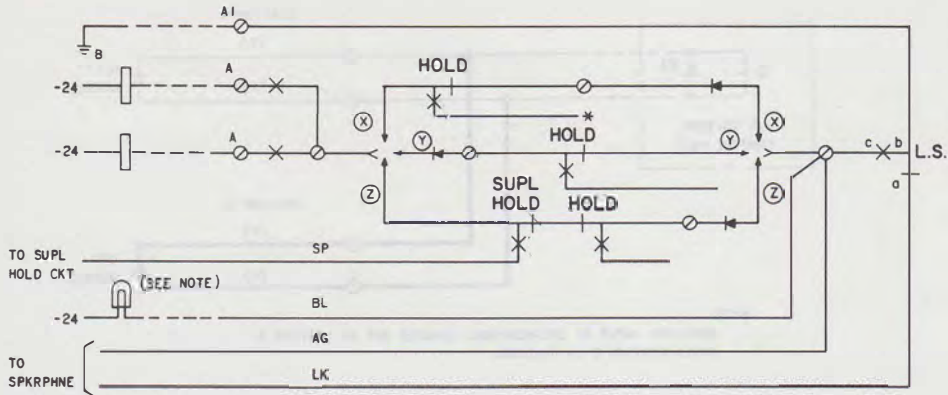 A1
B
HOLD
-24
A
X
X
HOLD
-24
A
Y
Y
c
b
L.S.
a
Z
SUPL
HOLD
HOLD
Z
TO SUPL
HOLD CKT
SP
(SEE NOTE)
-24
BL
AG
TO
SPKRPHNE
LK